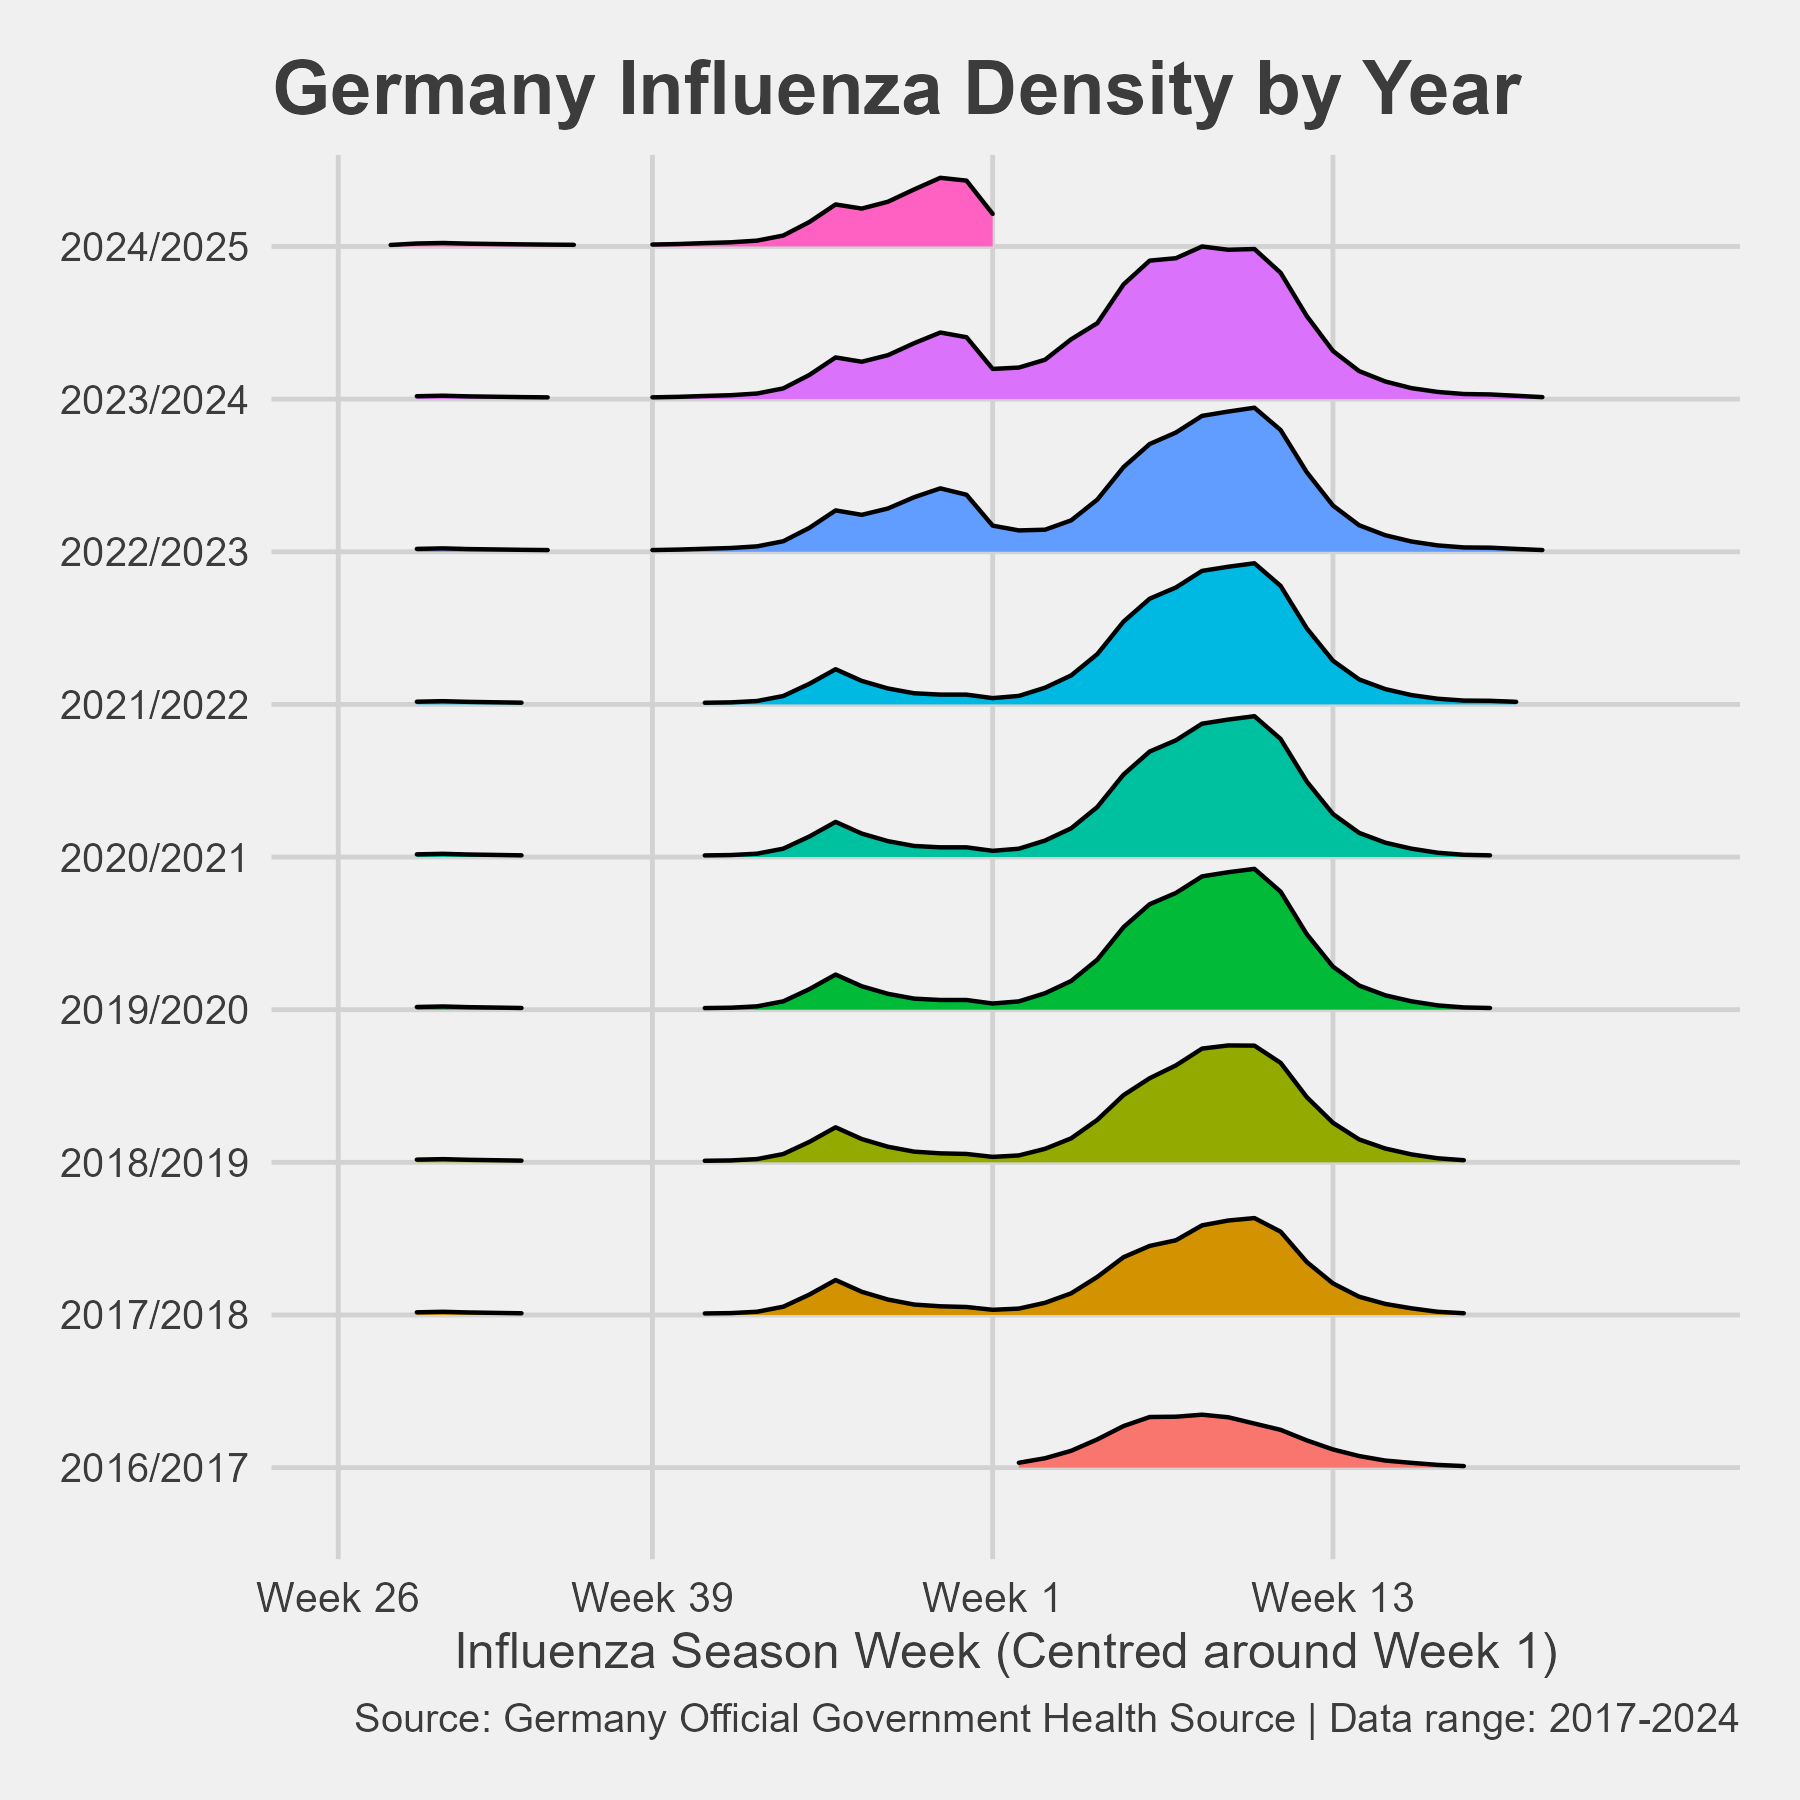 Germany Influenza Density by Year
2024/2025
2023/2024
2022/2023
2021/2022
2020/2021
2019/2020
2018/2019
2017/2018
2016/2017
Week 26 Week 39 Week 1 Week 13
Influenza Season Week (Centred around Week 1)
Source: Germany Official Government Health Source | Data range: 2017-2024